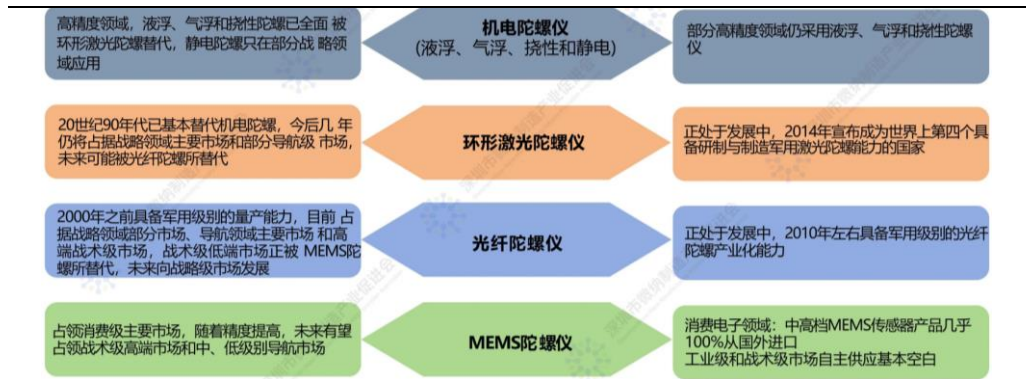 高精度领域，液浮、气浮和挠性陀螺已全面 被
环形激光陀螺替代，静电陀螺只在部分战 略领
域应用
机电陀螺仪
(液浮、气浮、挠性和静电)
部分高精度领域仍采用液浮、气浮和挠性陀螺
仪
20世纪90年代已基本替代机电陀螺，今后几 年
仍将占据战略领域主要市场和部分导航级 市场，
未来可能被光纤陀螺所替代
环形激光陀螺仪
正处于发展中，2014年宣布成为世界上第四个具
备研制与制造军用激光陀螺能力的国家
2000年之前具备军用级别的量产能力，目前 占
据战略领域部分市场、导航领域主要市场 和高
端战术级市场，战术级低端市场正被 MEMS陀
螺所替代，未来向战略级市场发展
光纤陀螺仪
正处于发展中，2010年左右具备军用级别的光纤
陀螺产业化能力
占领消费级主要市场，随着精度提高，未来有望
占领战术级高端市场和中、低级别导航市场
MEMS陀螺仪
消费电子领域：中高档MEMS传感器产品几乎
100%从国外进口
工业级和战术级市场自主供应基本空白
深圳市微纳制造产业促进会